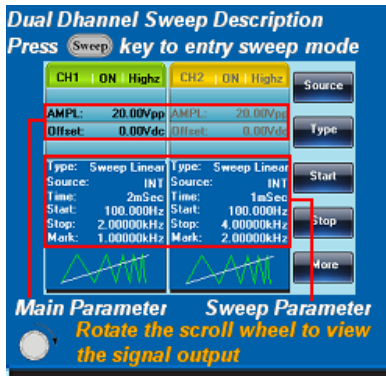 Dual Dhannel Sweep Description
Press Sweep key to entry sweep mode
CH1 ON Highz CH2 ON Highz
Source
AMPL: 20.00Vpp AMPL: 20.00Vpp
Offset: 0.00Vdc Offset: 0.00Vdc
Type
Type: Sweep Linear Type: Sweep Linear
Source: INT Source: INT
Start
Time: 2mSec Time: 1mSec
Start: 100.000Hz Start: 100.000Hz
Stop: 2.00000kHz Stop: 4.00000kHz
Stop
Mark: 1.00000kHz Mark: 2.00000kHz
More
Main Parameter Sweep Parameter
Rotate the scroll wheel to view
the signal output